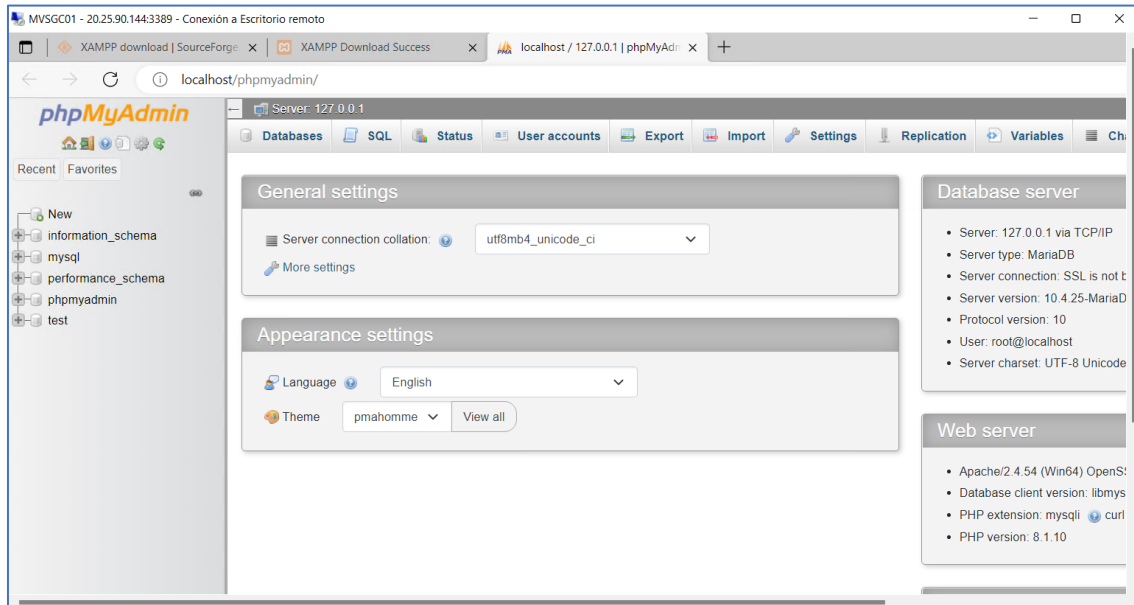 MVSGC01 - 20.25.90.144:3389 - Conexión a Escritorio remoto
XAMPP download | SourceForge
XAMPP Download Success
localhost / 127.0.0.1 | phpMyAdm
localhost/phpmyadmin/
phpMyAdmin
Recent Favorites
New
information_schema
mysql
performance_schema
phpmyadmin
test
Server: 127.0.0.1
Databases SQL Status User accounts Export Import Settings Replication Variables Cha
General settings
Server connection collation: utf8mb4_unicode_ci
More settings
Appearance settings
Language English
Theme pmahomme View all
Database server
Server: 127.0.0.1 via TCP/IP
Server type: MariaDB
Server connection: SSL is not b
Server version: 10.4.25-MariaD
Protocol version: 10
User: root@localhost
Server charset: UTF-8 Unicode
Web server
Apache/2.4.54 (Win64) OpenSS
Database client version: libmys
PHP extension: mysqli curl
PHP version: 8.1.10